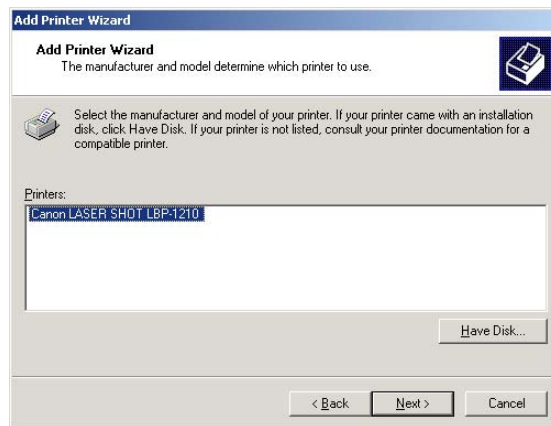 Add Printer Wizard
Add Printer Wizard
The manufacturer and model determine which printer to use.
Select the manufacturer and model of your printer. If your printer came with an installation
disk, click Have Disk. If your printer is not listed, consult your printer documentation for a
compatible printer.
Printers:
Canon LASER SHOT LBP-1210
Have Disk...
< Back Next > Cancel